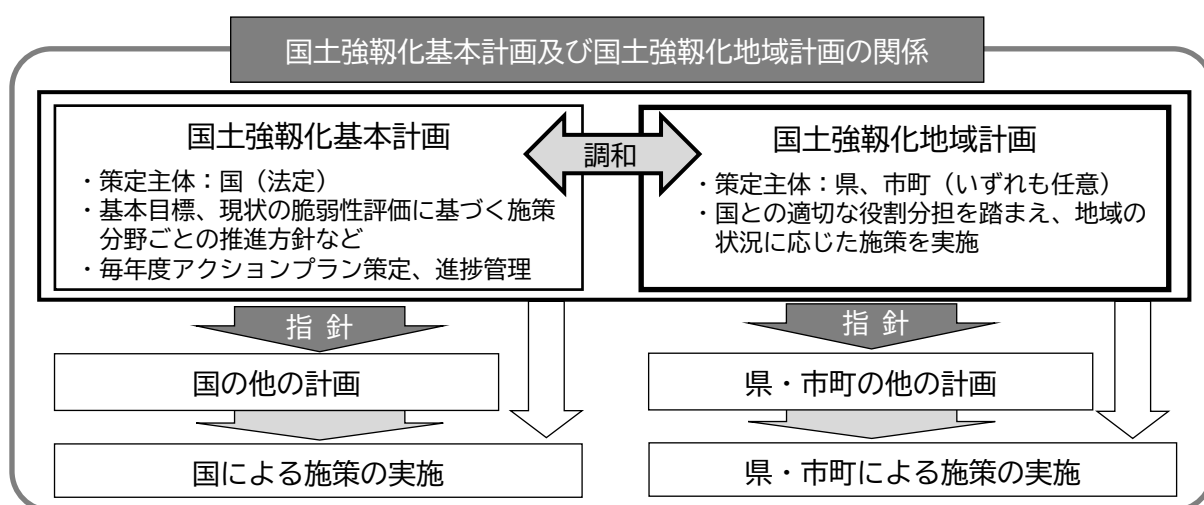 国土強靱化基本計画及び国土強靱化地域計画の関係
国土強靱化基本計画
・策定主体：国（法定）
・基本目標、現状の脆弱性評価に基づく施策
分野ごとの推進方針など
・毎年度アクションプラン策定、進捗管理
調和
国土強靱化地域計画
・策定主体：県、市町（いずれも任意）
・国との適切な役割分担を踏まえ、地域の
状況に応じた施策を実施
指 針
国の他の計画
国による施策の実施
指 針
県・市町の他の計画
県・市町による施策の実施